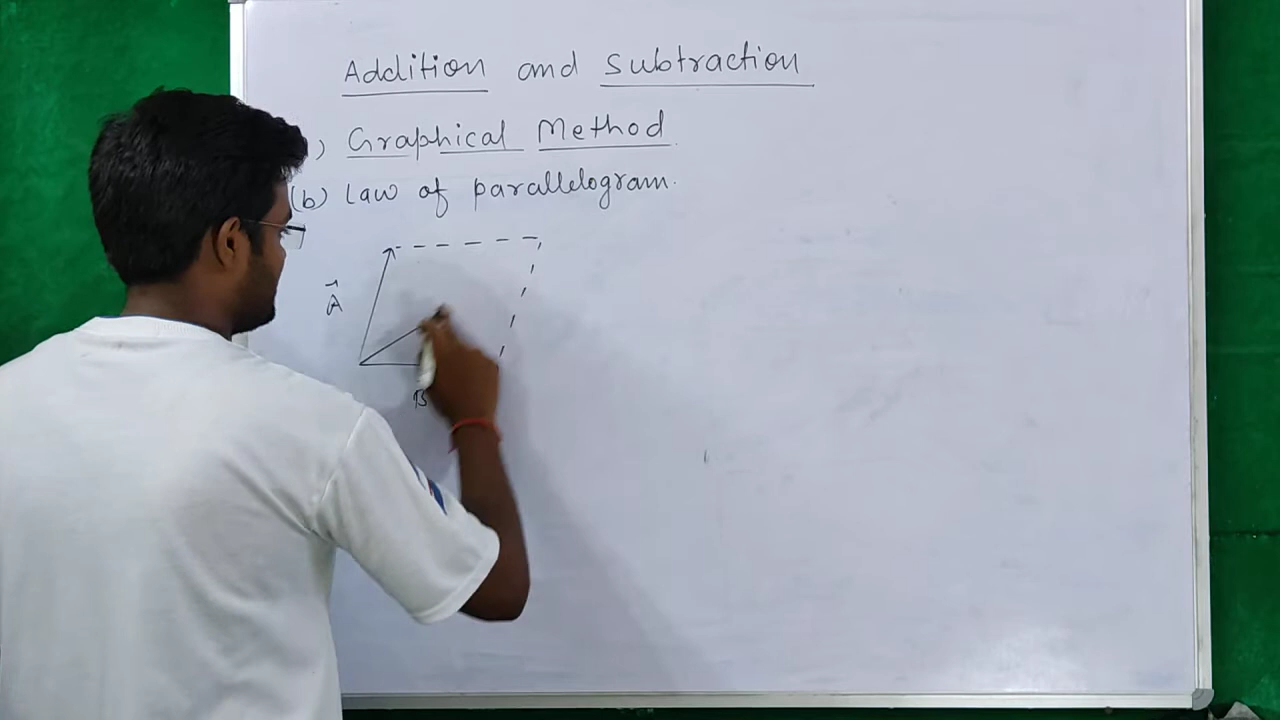 Addition and Subtraction
) Graphical Method
(b) Law of parallelogram.
A
B